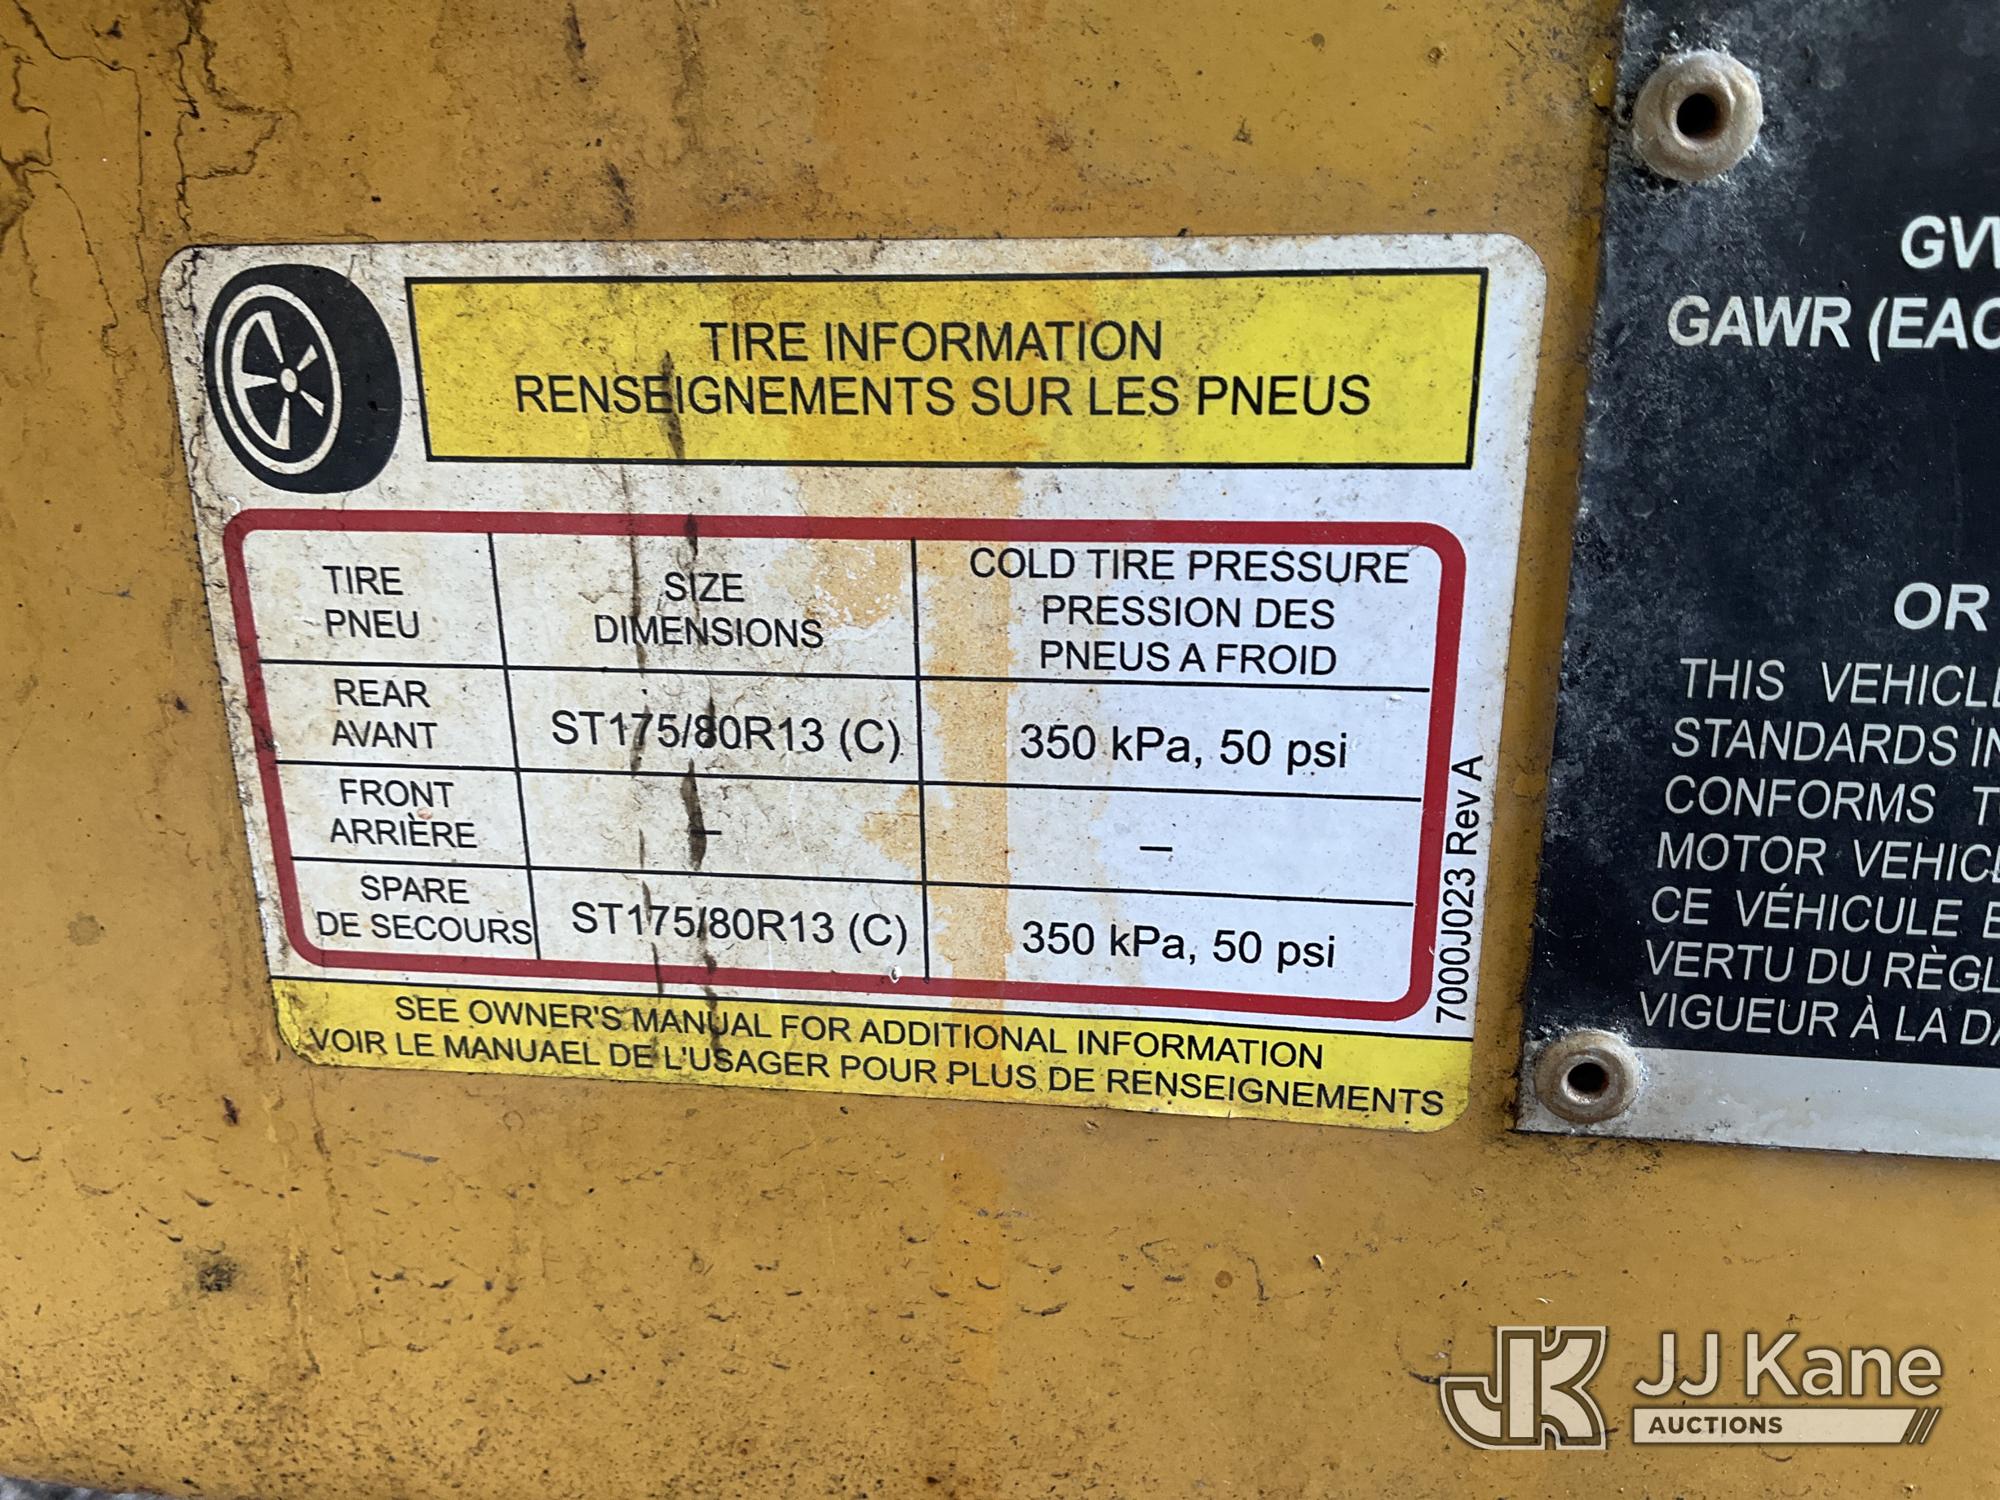 TIRE INFORMATION
RENSEIGNEMENTS SUR LES PNEUS
TIRE
PNEU
SIZE
DIMENSIONS
COLD TIRE PRESSURE
PRESSION DES
PNEUS A FROID
REAR
AVANT
ST175/80R13 (C)
350 kPa, 50 psi
FRONT
ARRIÈRE
–
–
SPARE
DE SECOURS
ST175/80R13 (C)
350 kPa, 50 psi
7000J023 Rev A
SEE OWNER'S MANUAL FOR ADDITIONAL INFORMATION
VOIR LE MANUAEL DE L'USAGER POUR PLUS DE RENSEIGNEMENTS
GAWR (EAC
OR
THIS VEHICLE
STANDARDS IN
CONFORMS T
MOTOR VEHICL
CE VÉHICULE E
VERTU DU RÈGL
VIGUEUR À LA DA
JK JJ Kane
AUCTIONS